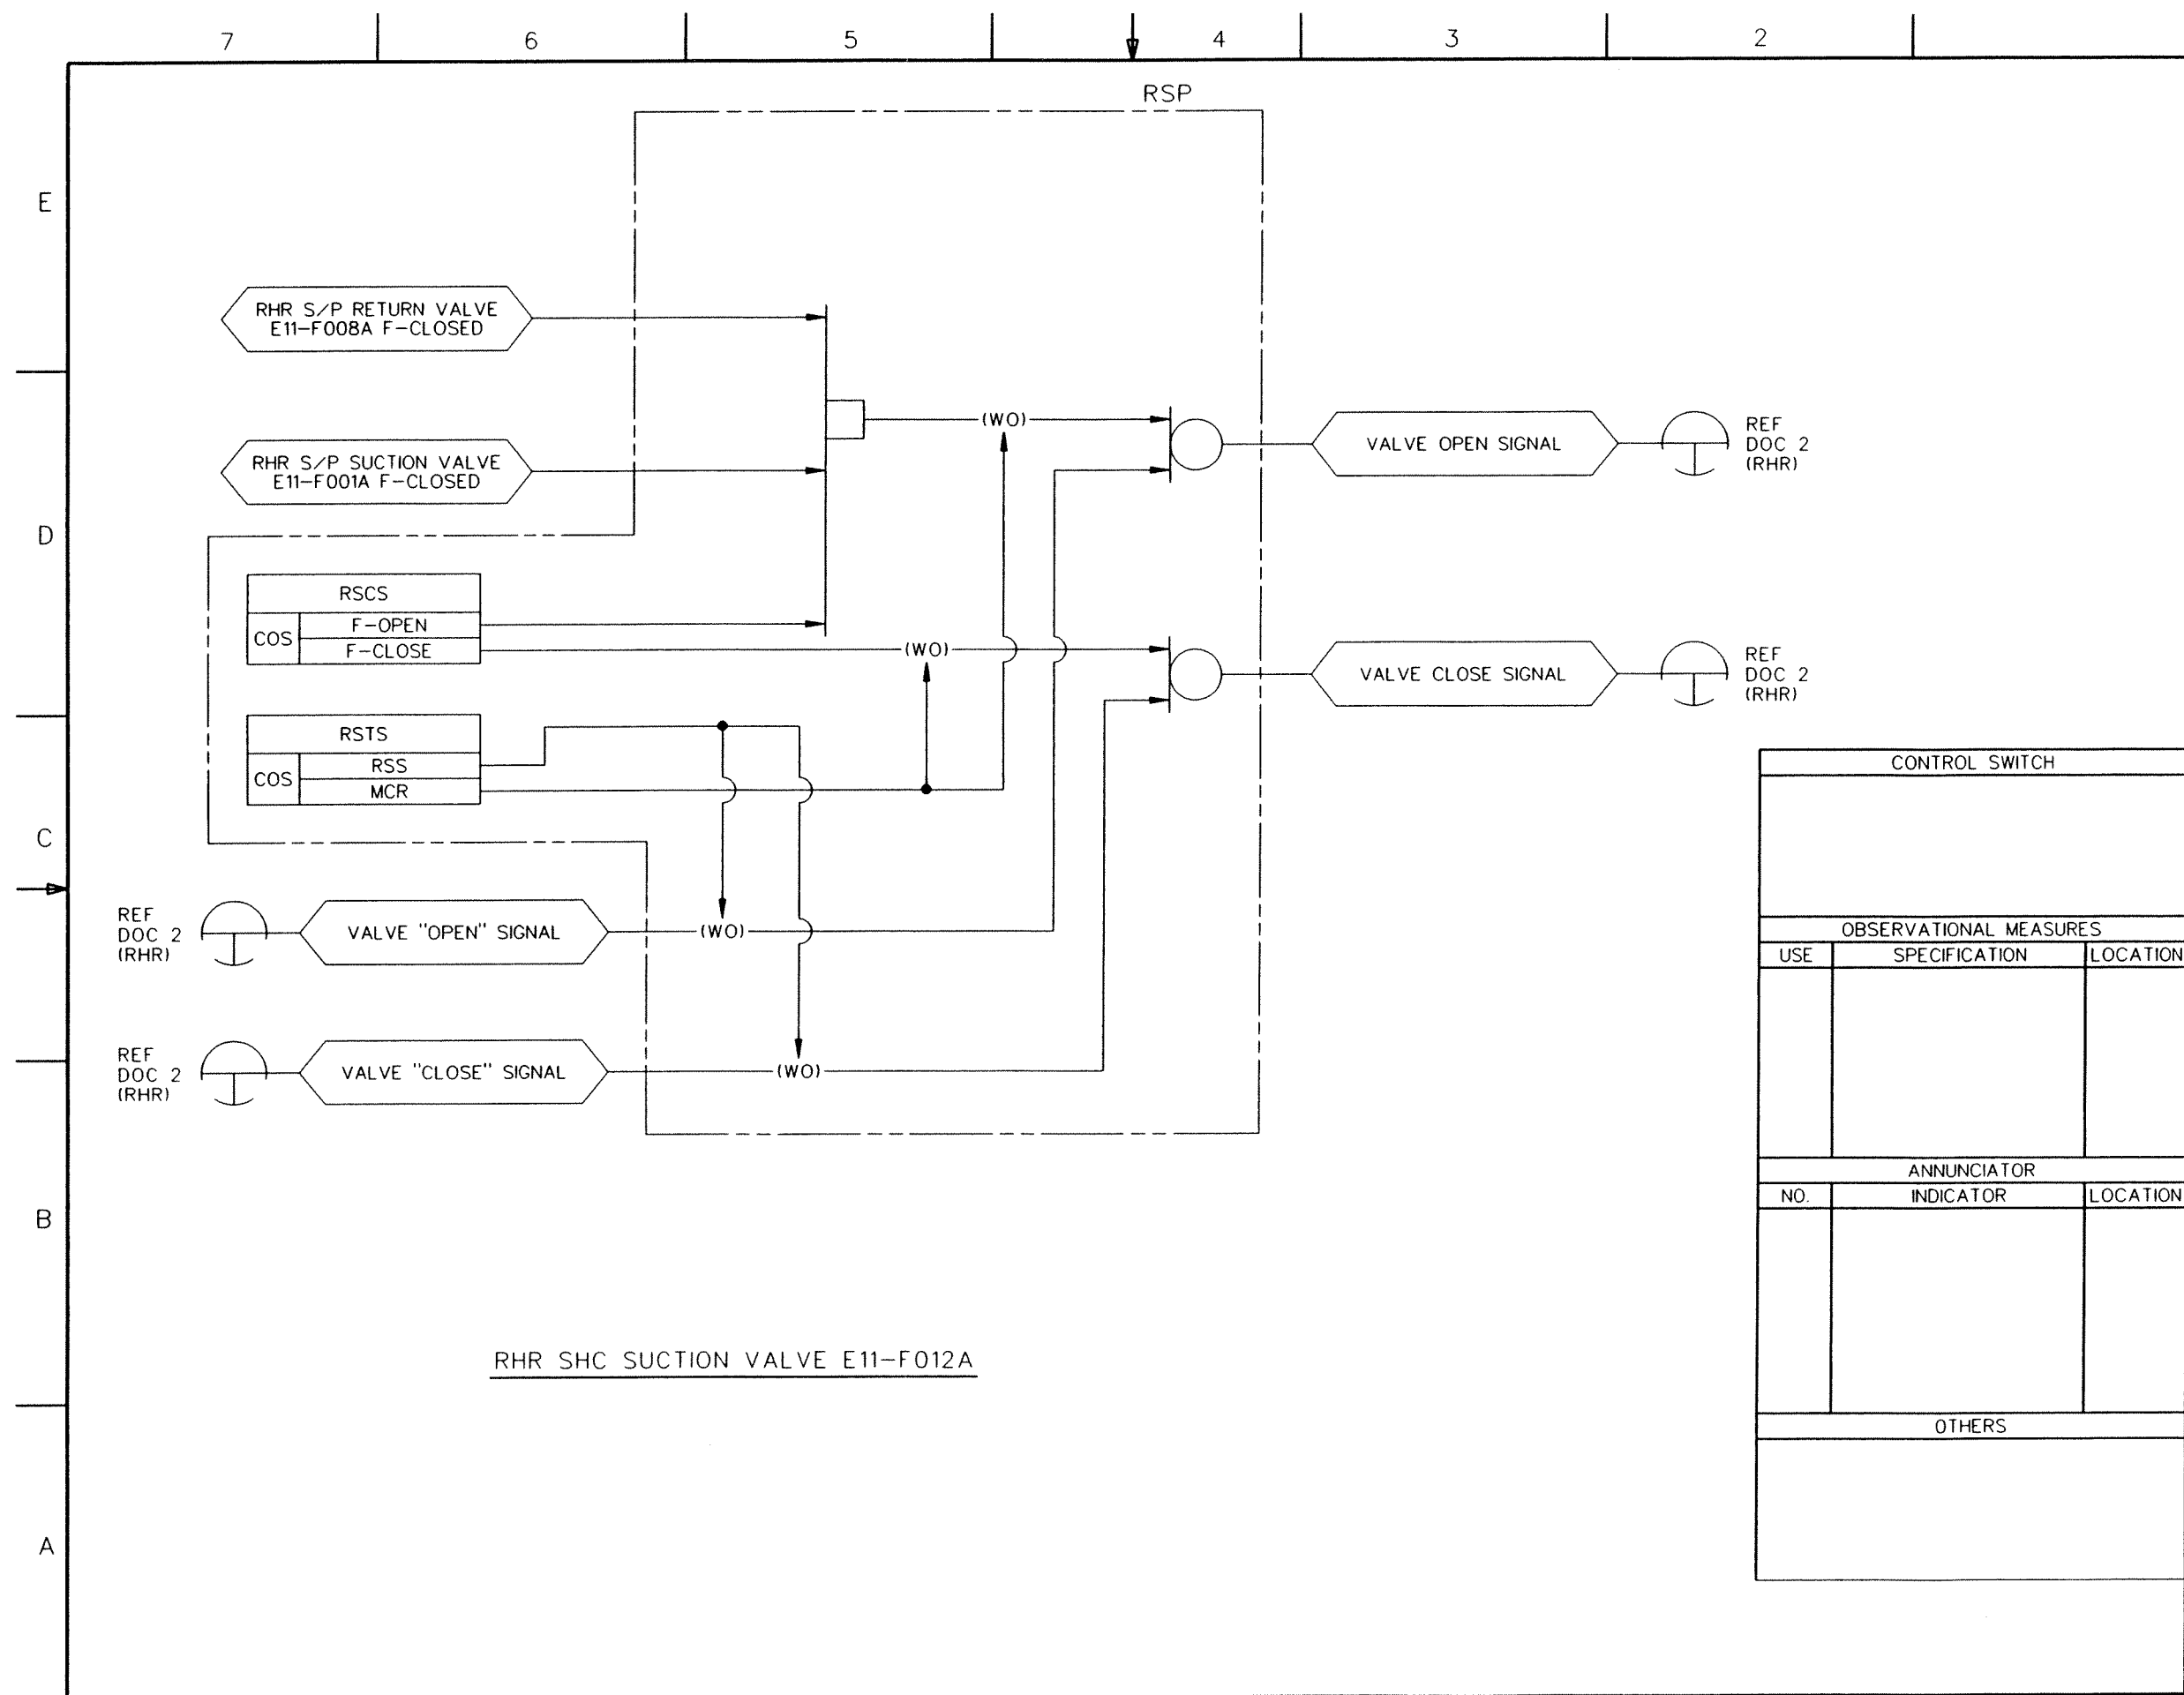 7 6 5 4 3 2
RSP
E
RHR S/P RETURN VALVE
E11-F008A F-CLOSED
(WO)
VALVE OPEN SIGNAL
REF
DOC 2
(RHR)
RHR S/P SUCTION VALVE
E11-F001A F-CLOSED
D
RSCS
COS
F-OPEN
F-CLOSE
(WO)
VALVE CLOSE SIGNAL
REF
DOC 2
(RHR)
RSTS
COS
RSS
MCR
C
REF
DOC 2
(RHR)
VALVE "OPEN" SIGNAL
(WO)
REF
DOC 2
(RHR)
VALVE "CLOSE" SIGNAL
(WO)
CONTROL SWITCH
OBSERVATIONAL MEASURES
USE SPECIFICATION LOCATION
ANNUNCIATOR
NO. INDICATOR LOCATION
B
OTHERS
RHR SHC SUCTION VALVE E11-F012A
A